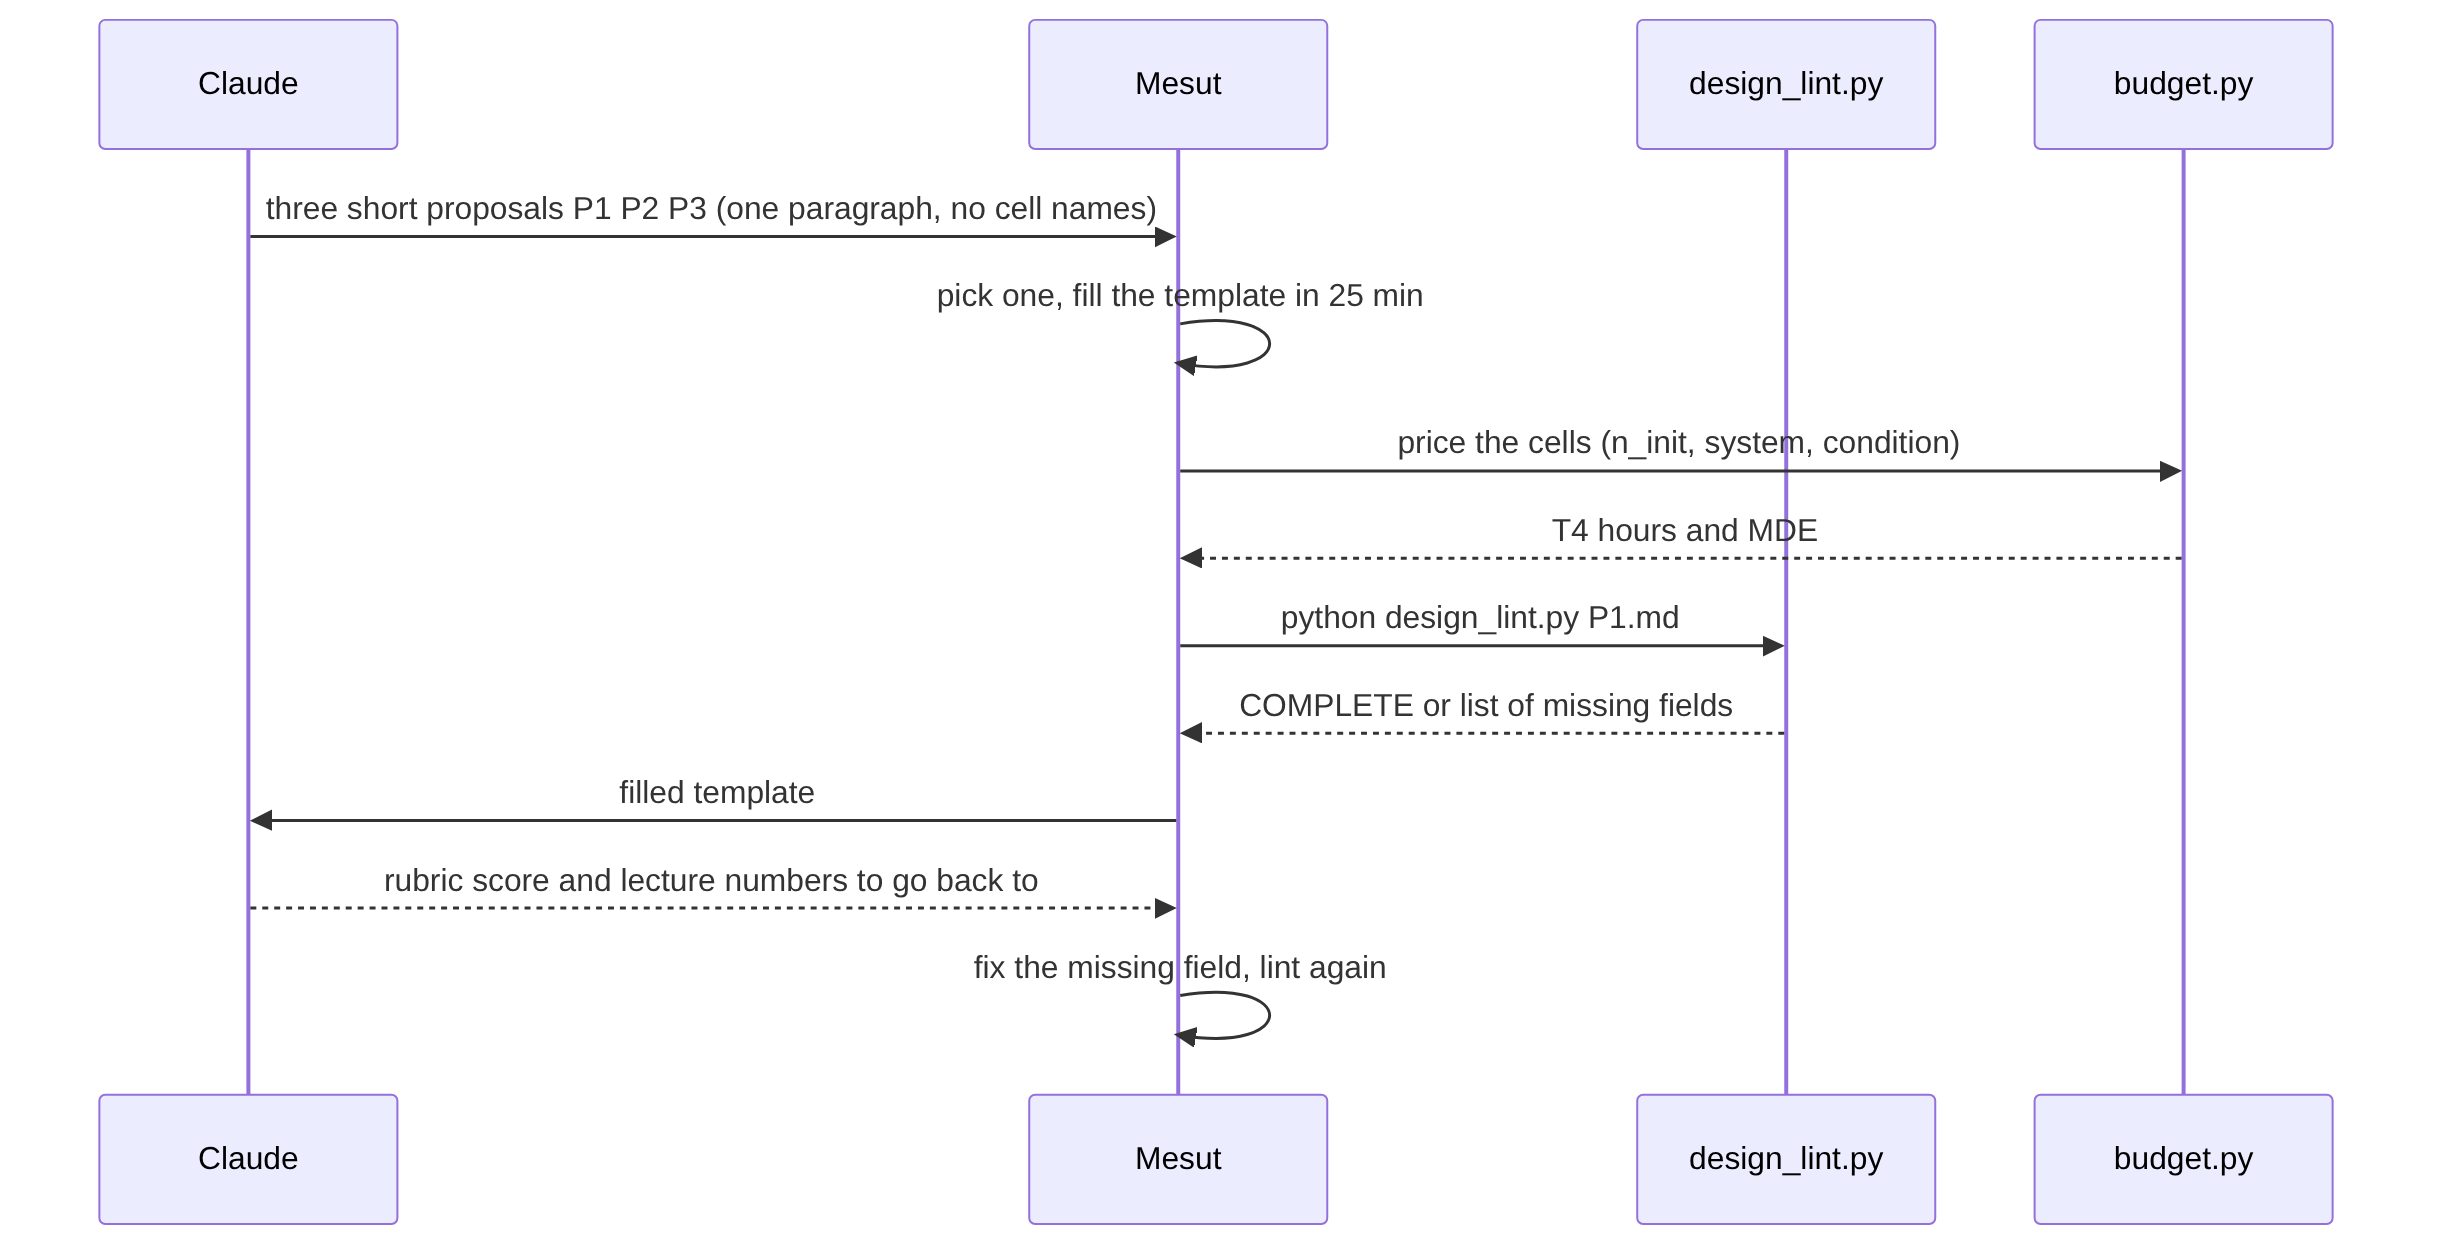 Claude
Mesut
design_lint.py
budget.py
three short proposals P1 P2 P3 (one paragraph, no cell names)
pick one, fill the template in 25 min
price the cells (n_init, system, condition)
T4 hours and MDE
python design_lint.py P1.md
COMPLETE or list of missing fields
filled template
rubric score and lecture numbers to go back to
fix the missing field, lint again
Claude
Mesut
design_lint.py
budget.py